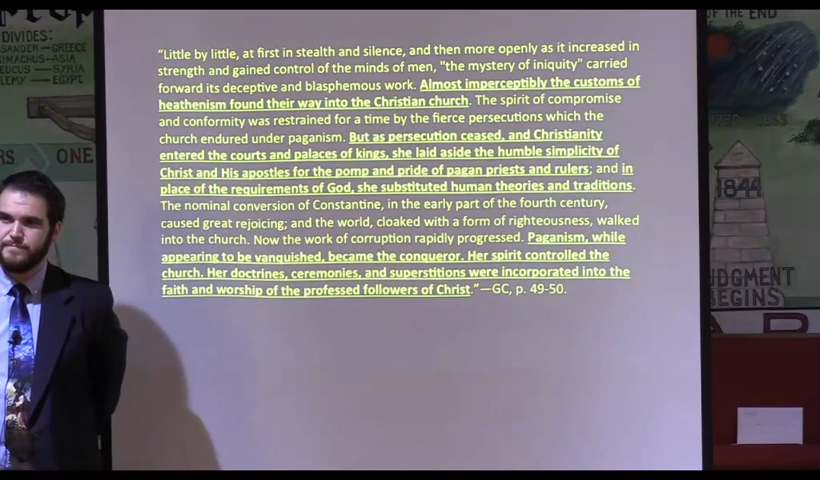 DIVIDES:
SANDER—GREECE
SIMACHUS-ASIA
EUCUS—SYRIA
LEMY—EGYPT
RS
ONE
"Little by little, at first in stealth and silence, and then more openly as it increased in
strength and gained control of the minds of men, "the mystery of iniquity" carried
forward its deceptive and blasphemous work. Almost imperceptibly the customs of
heathenism found their way into the Christian church. The spirit of compromise
and conformity was restrained for a time by the fierce persecutions which the
church endured under paganism. But as persecution ceased, and Christianity
entered the courts and palaces of kings, she laid aside the humble simplicity of
Christ and His apostles for the pomp and pride of pagan priests and rulers; and in
place of the requirements of God, she substituted human theories and traditions.
The nominal conversion of Constantine, in the early part of the fourth century,
caused great rejoicing; and the world, cloaked with a form of righteousness, walked
into the church. Now the work of corruption rapidly progressed. Paganism, while
appearing to be vanquished, became the conqueror. Her spirit controlled the
church. Her doctrines, ceremonies, and superstitions were incorporated into the
faith and worship of the professed followers of Christ."—GC, p. 49-50.
OF THE END
1844
UDGMENT
BEGINS